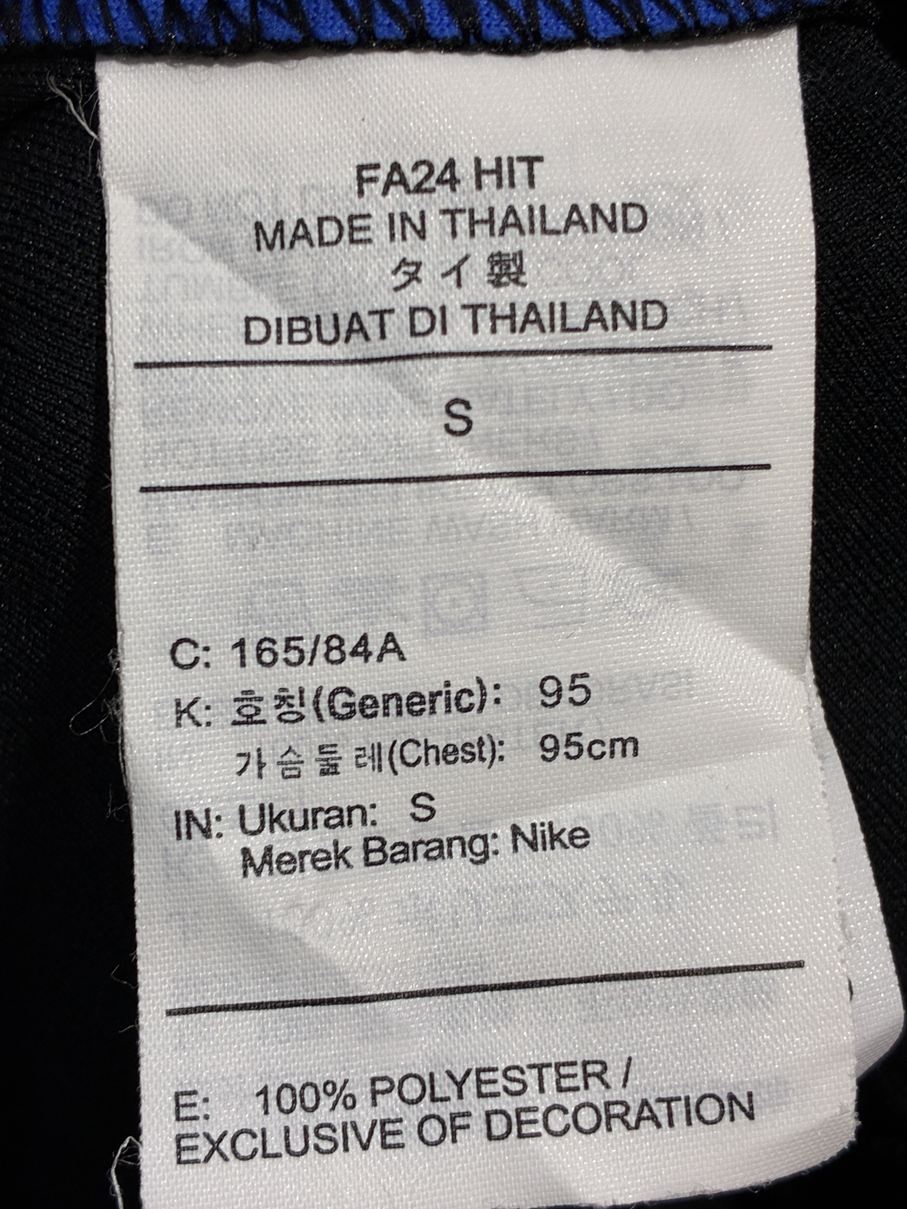 FA24 HIT
MADE IN THAILAND
タイ製
DIBUAT DI THAILAND
S
C: 165/84A
K: 호칭(Generic): 95
가슴둘레(Chest): 95cm
IN: Ukuran: S
Merek Barang: Nike
E: 100% POLYESTER /
EXCLUSIVE OF DECORATION